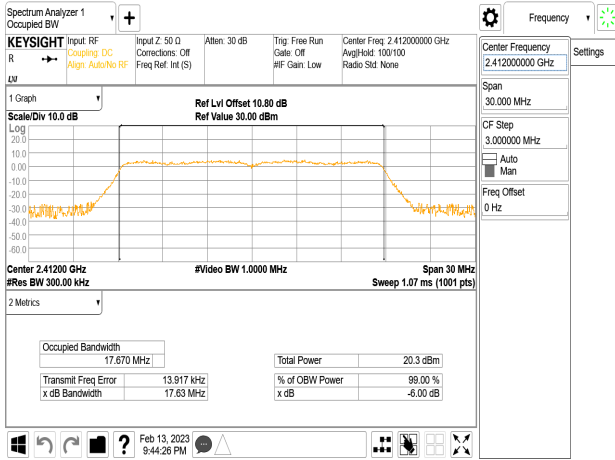 Spectrum Analyzer 1
Occupied BW
KEYSIGHT
R
Input: RF
Coupling: DC
Align: Auto/No RF
Input Z: 50 Ω
Corrections: Off
Freq Ref: Int (S)
Atten: 30 dB
Trig: Free Run
Gate: Off
#IF Gain: Low
Center Freq: 2.412000000 GHz
Avg|Hold: 100/100
Radio Std: None
1 Graph
Scale/Div 10.0 dB
Ref Lvl Offset 10.80 dB
Ref Value 30.00 dBm
Log
20.0
10.0
0.00
-10.0
-20.0
-30.0
-40.0
-50.0
-60.0
Center 2.41200 GHz
#Video BW 1.0000 MHz
Span 30 MHz
#Res BW 300.00 kHz
Sweep 1.07 ms (1001 pts)
2 Metrics
Occupied Bandwidth
17.670 MHz
Total Power 20.3 dBm
Transmit Freq Error 13.917 kHz
% of OBW Power 99.00 %
x dB Bandwidth 17.63 MHz
x dB -6.00 dB
Feb 13, 2023
9:44:26 PM
Frequency
Center Frequency
2.412000000 GHz
Settings
Span
30.000 MHz
CF Step
3.000000 MHz
Auto
Man
Freq Offset
0 Hz